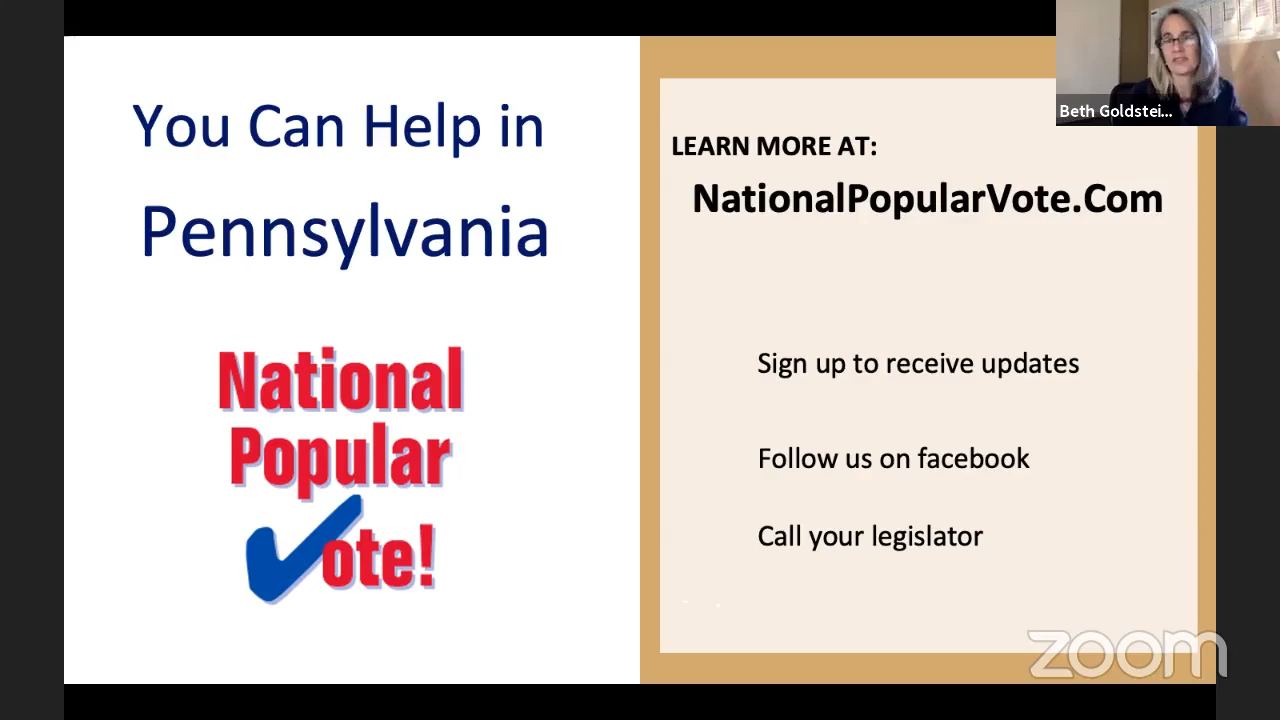 You Can Help in
Pennsylvania
National
Popular
Vote!
LEARN MORE AT:
NationalPopularVote.Com
Sign up to receive updates
Follow us on facebook
Call your legislator
Beth Goldstei...
zoom